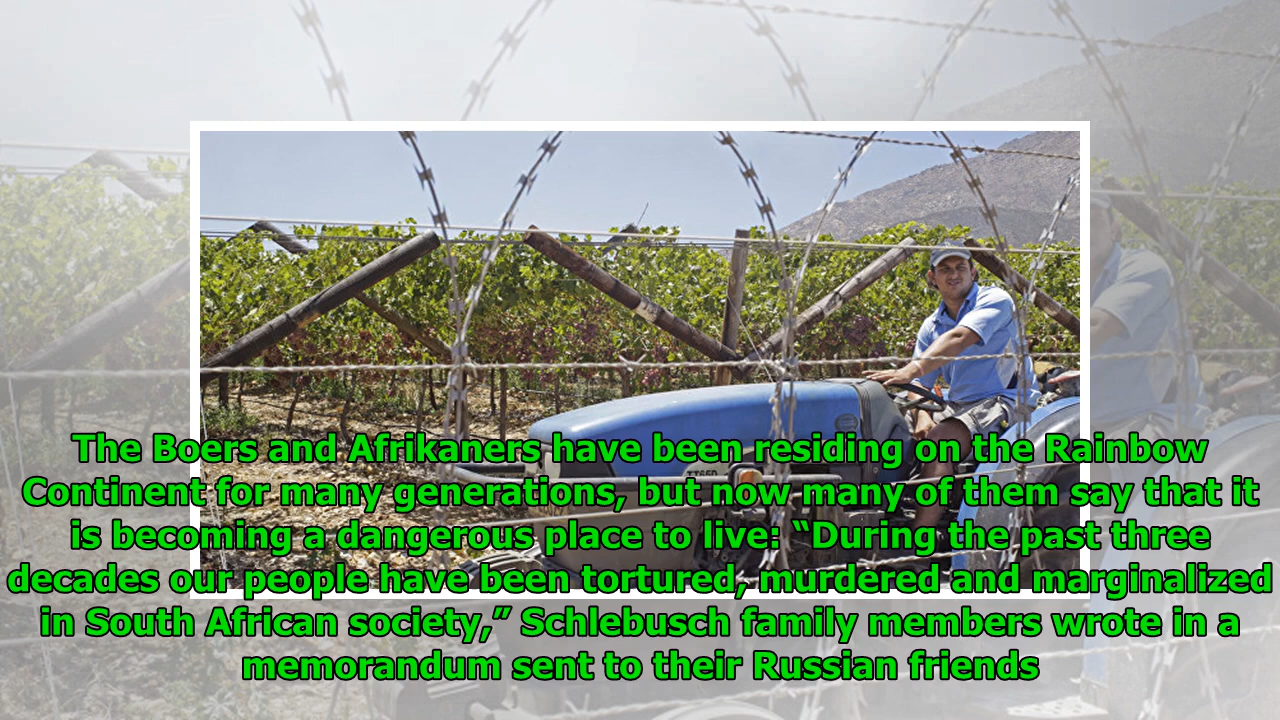 TT65D
The Boers and Afrikaners have been residing on the Rainbow
Continent for many generations, but now many of them say that it
is becoming a dangerous place to live: “During the past three
decades our people have been tortured, murdered and marginalized
in South African society,” Schlebusch family members wrote in a
memorandum sent to their Russian friends